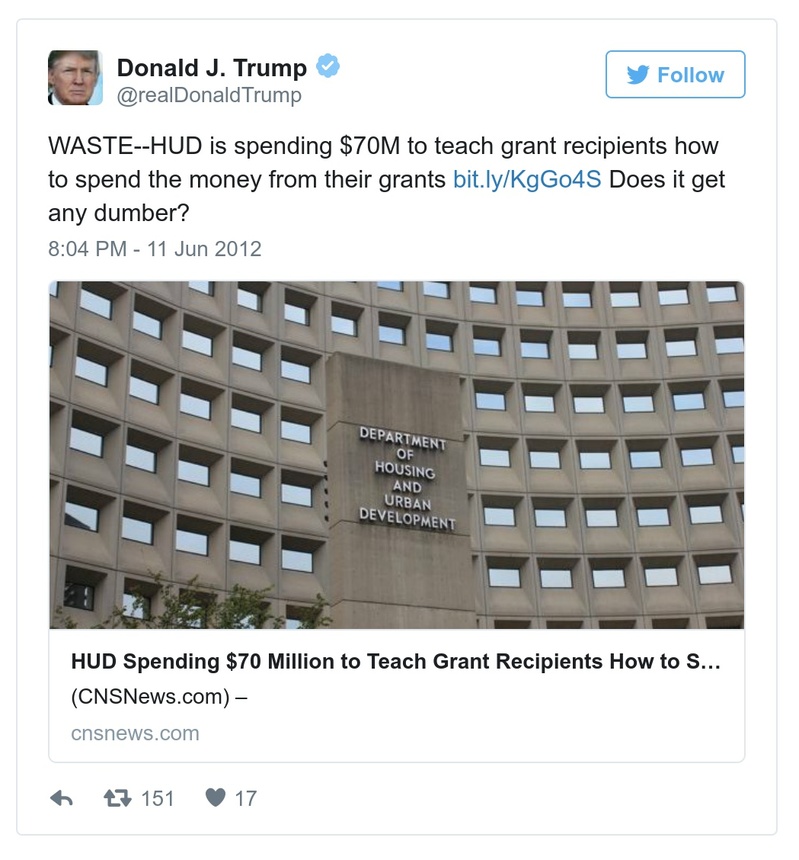 Donald J. Trump
@realDonaldTrump
Follow
WASTE--HUD is spending $70M to teach grant recipients how
to spend the money from their grants bit.ly/KgGo4S Does it get
any dumber?
8:04 PM - 11 Jun 2012
DEPARTMENT
OF
HOUSING
AND
URBAN
DEVELOPMENT
HUD Spending $70 Million to Teach Grant Recipients How to S…
(CNSNews.com) –
cnsnews.com
151 17